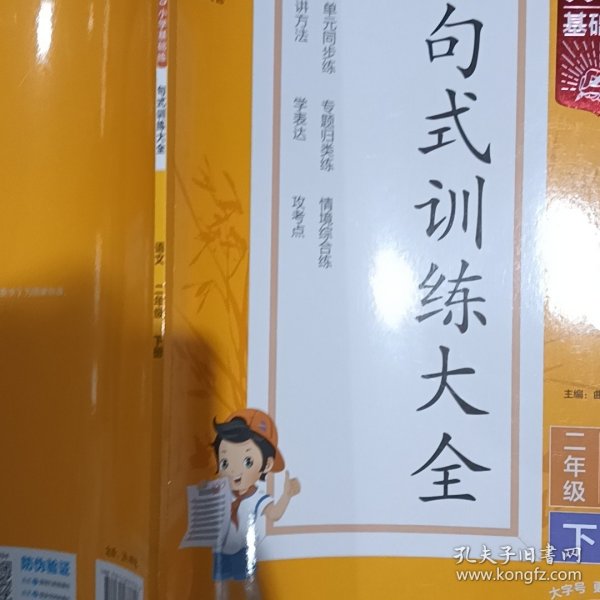 句式训练大全
单元同步练 专题归类练 情境综合练
讲方法 学表达 攻考点
基础
主编：曲
二年级
下
大字号
句式训练大全
语文 二年级 下册
防伪验证
孔夫子旧书网
www.kongfz.com